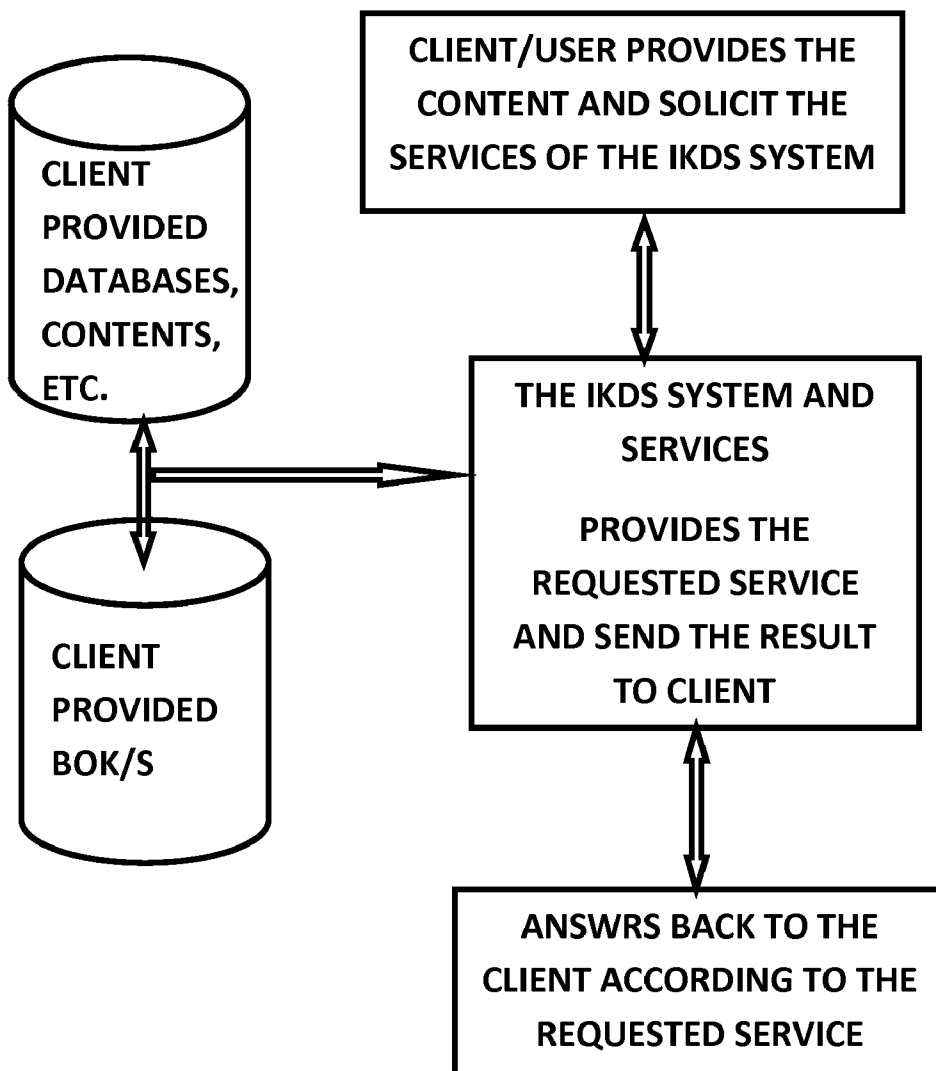 CLIENT/USER PROVIDES THE
CONTENT AND SOLICIT THE
SERVICES OF THE IKDS SYSTEM
CLIENT
PROVIDED
DATABASES,
CONTENTS,
ETC.
THE IKDS SYSTEM AND
SERVICES
PROVIDES THE
REQUESTED SERVICE
AND SEND THE RESULT
TO CLIENT
CLIENT
PROVIDED
BOK/S
ANSWRS BACK TO THE
CLIENT ACCORDING TO THE
REQUESTED SERVICE